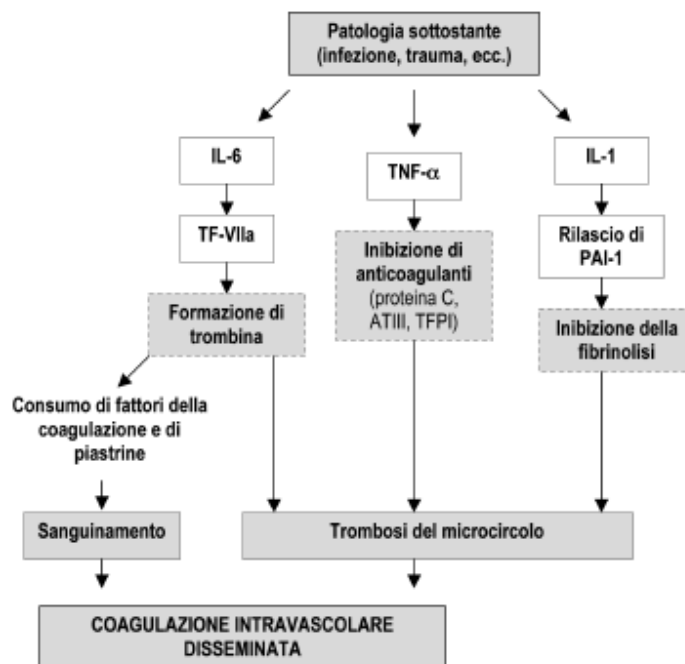 Patologia sottostante
(infezione, trauma, ecc.)
IL-6
TNF-α
IL-1
TF-VIIa
Inibizione di
anticoagulanti
(proteina C,
ATIII, TFPI)
Rilascio di
PAI-1
Formazione di
trombina
Inibizione della
fibrinolisi
Consumo di fattori della
coagulazione e di
piastrine
Sanguinamento
Trombosi del microcircolo
COAGULAZIONE INTRAVASCOLARE
DISSEMINATA